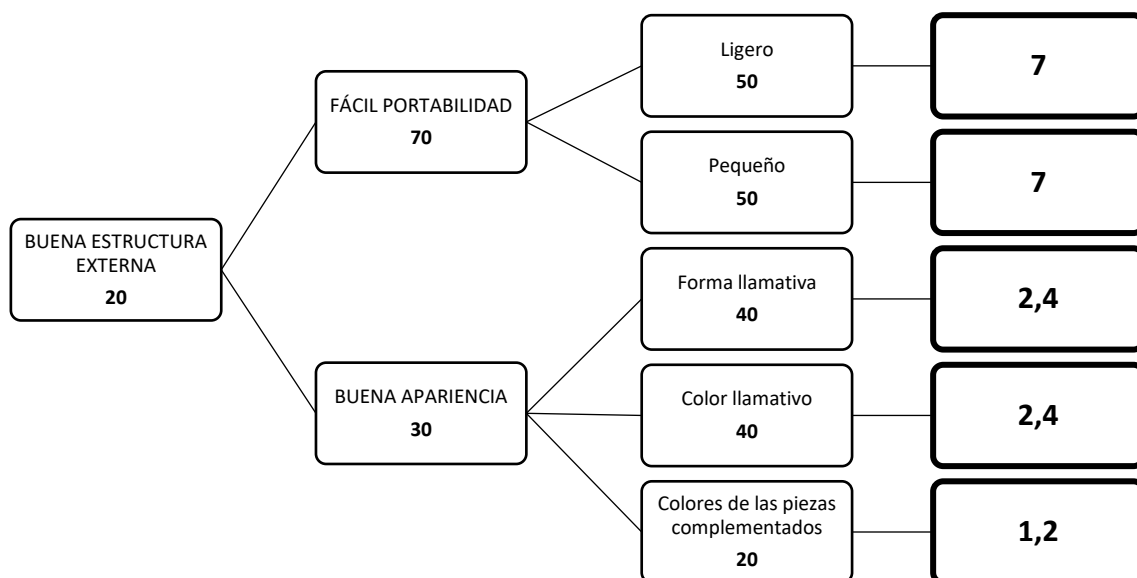 BUENA ESTRUCTURA
EXTERNA
20
FÁCIL PORTABILIDAD
70
Ligero
50
7
Pequeño
50
7
BUENA APARIENCIA
30
Forma llamativa
40
2,4
Color llamativo
40
2,4
Colores de las piezas
complementados
20
1,2